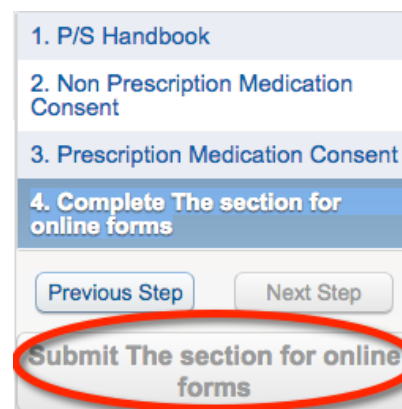 1. P/S Handbook
2. Non Prescription Medication
Consent
3. Prescription Medication Consent
4. Complete The section for
online forms
Previous Step
Next Step
Submit The section for online
forms